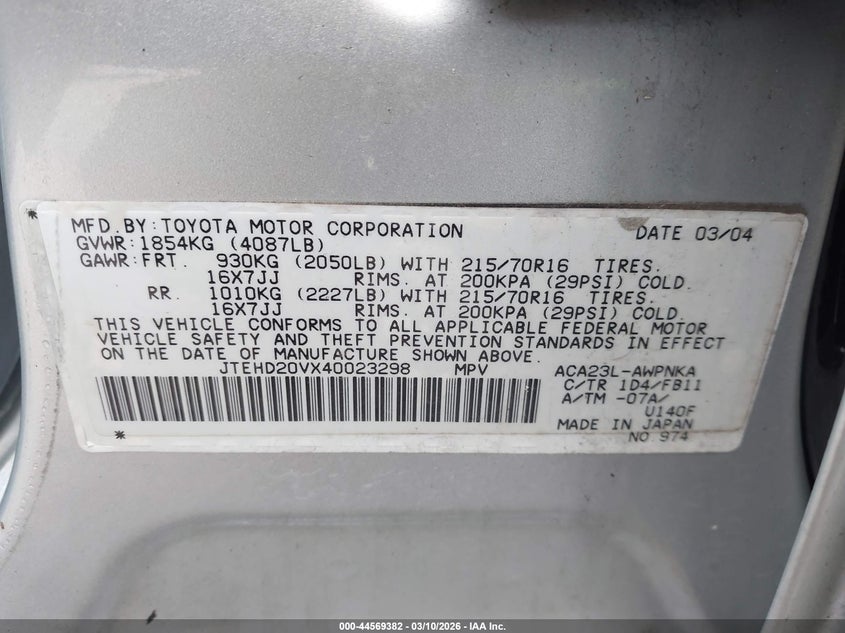 MFD.BY:TOYOTA MOTOR CORPORATION DATE 03/04
GVWR:1854KG (4087LB)
GAWR:FRT. 930KG (2050LB) WITH 215/70R16 TIRES.
16X7JJ RIMS. AT 200KPA (29PSI) COLD.
RR. 1010KG (2227LB) WITH 215/70R16 TIRES.
16X7JJ RIMS. AT 200KPA (29PSI) COLD.
THIS VEHICLE CONFORMS TO ALL APPLICABLE FEDERAL MOTOR
VEHICLE SAFETY AND THEFT PREVENTION STANDARDS IN EFFECT
ON THE DATE OF MANUFACTURE SHOWN ABOVE.
JTEHD20VX40023298 MPV ACA23L-AWPNKA
C/TR 1D4/FB11
A/TM -07A/
U140F
MADE IN JAPAN
NO 974
000-44569382 - 03/10/2026 - IAA Inc.